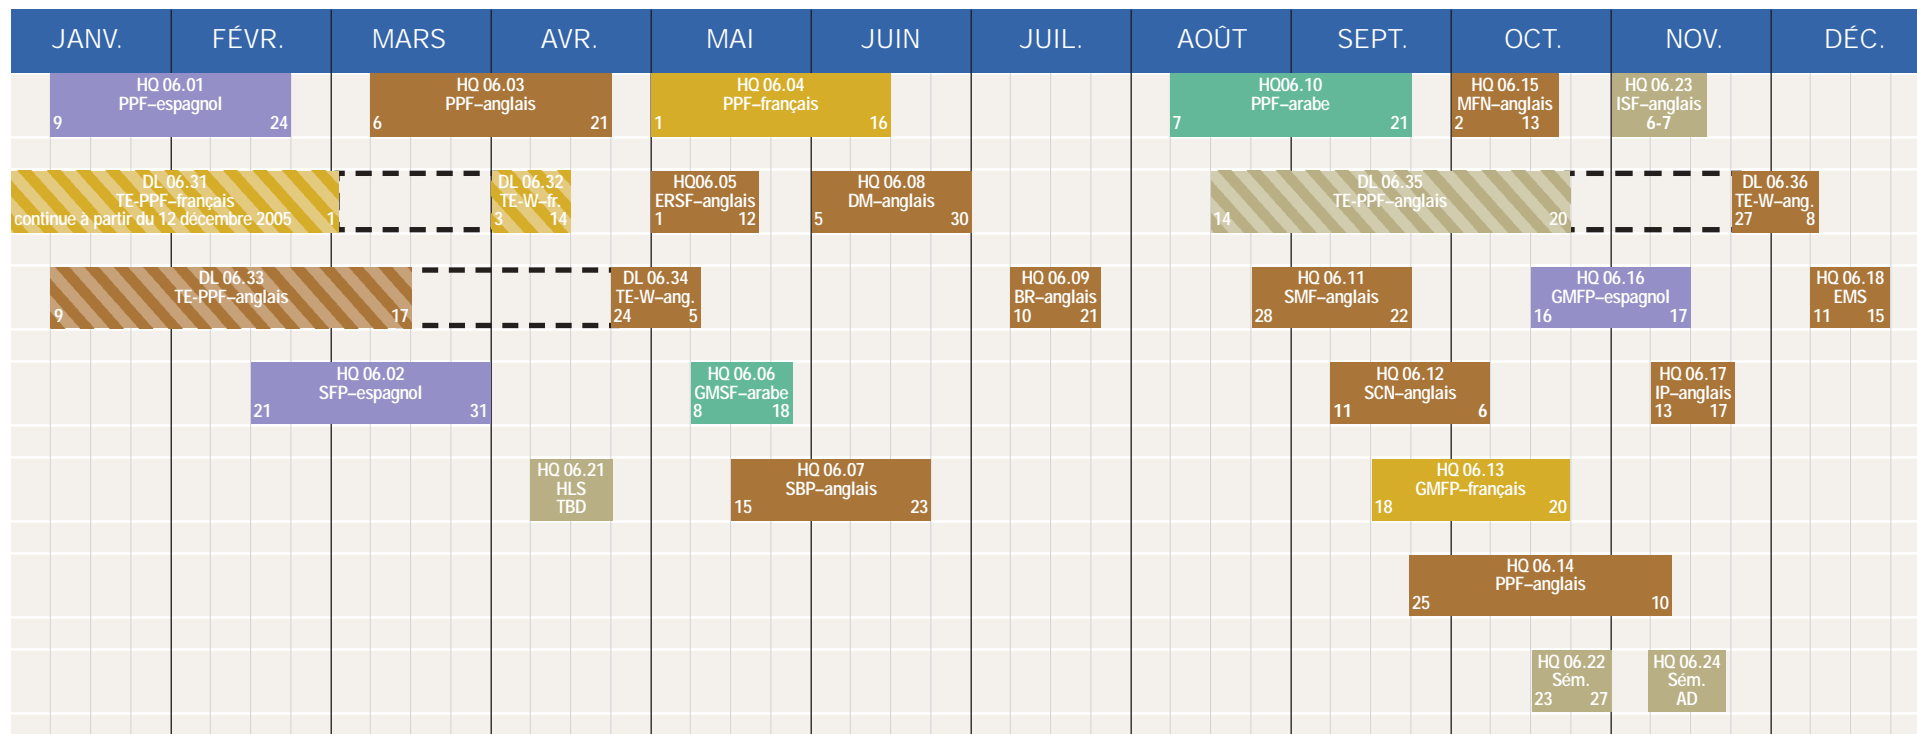 JANV. FÉVR. MARS AVR. MAI JUIN JUIL. AOÛT SEPT. OCT. NOV. DÉC.
HQ 06.01
PPF–espagnol
9 24
HQ 06.03
PPF–anglais
6 21
HQ 06.04
PPF–français
1 16
HQ06.10
PPF–arabe
7 21
HQ 06.15
MFN–anglais
2 13
HQ 06.23
ISF–anglais
6-7
DL 06.31
TE-PPF–français
continue à partir du 12 décembre 2005 1
DL 06.32
TE-W–fr.
3 14
HQ06.05
ERSF–anglais
1 12
HQ 06.08
DM–anglais
5 30
DL 06.35
TE-PPF–anglais
14 20
DL 06.36
TE-W–ang.
27 8
DL 06.33
TE-PPF–anglais
9 17
DL 06.34
TE-W–ang.
24 5
HQ 06.09
BR–anglais
10 21
HQ 06.11
SMF–anglais
28 22
HQ 06.16
GMFP–espagnol
16 17
HQ 06.18
EMS
11 15
HQ 06.02
SFP–espagnol
21 31
HQ 06.06
GMSF–arabe
8 18
HQ 06.12
SCN–anglais
11 6
HQ 06.17
IP–anglais
13 17
HQ 06.21
HLS
TBD
HQ 06.07
SBP–anglais
15 23
HQ 06.13
GMFP–français
18 20
HQ 06.14
PPF–anglais
25 10
HQ 06.22
Sém.
23 27
HQ 06.24
Sém.
AD